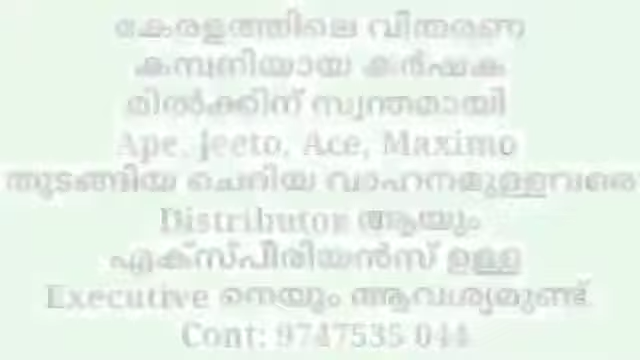 കേരളത്തിലെ വിതരണ
കമ്പനിയായ കർഷക
മിൽക്കിന് സ്വന്തമായി
Ape, Jeeto, Ace, Maximo
തുടങ്ങിയ ചെറിയ വാഹനമുള്ളവരെ
Distributor ആയും
എക്സ്പീരിയൻസ് ഉള്ള
Executive നെയും ആവശ്യമുണ്ട്.
Cont: 9747535 044